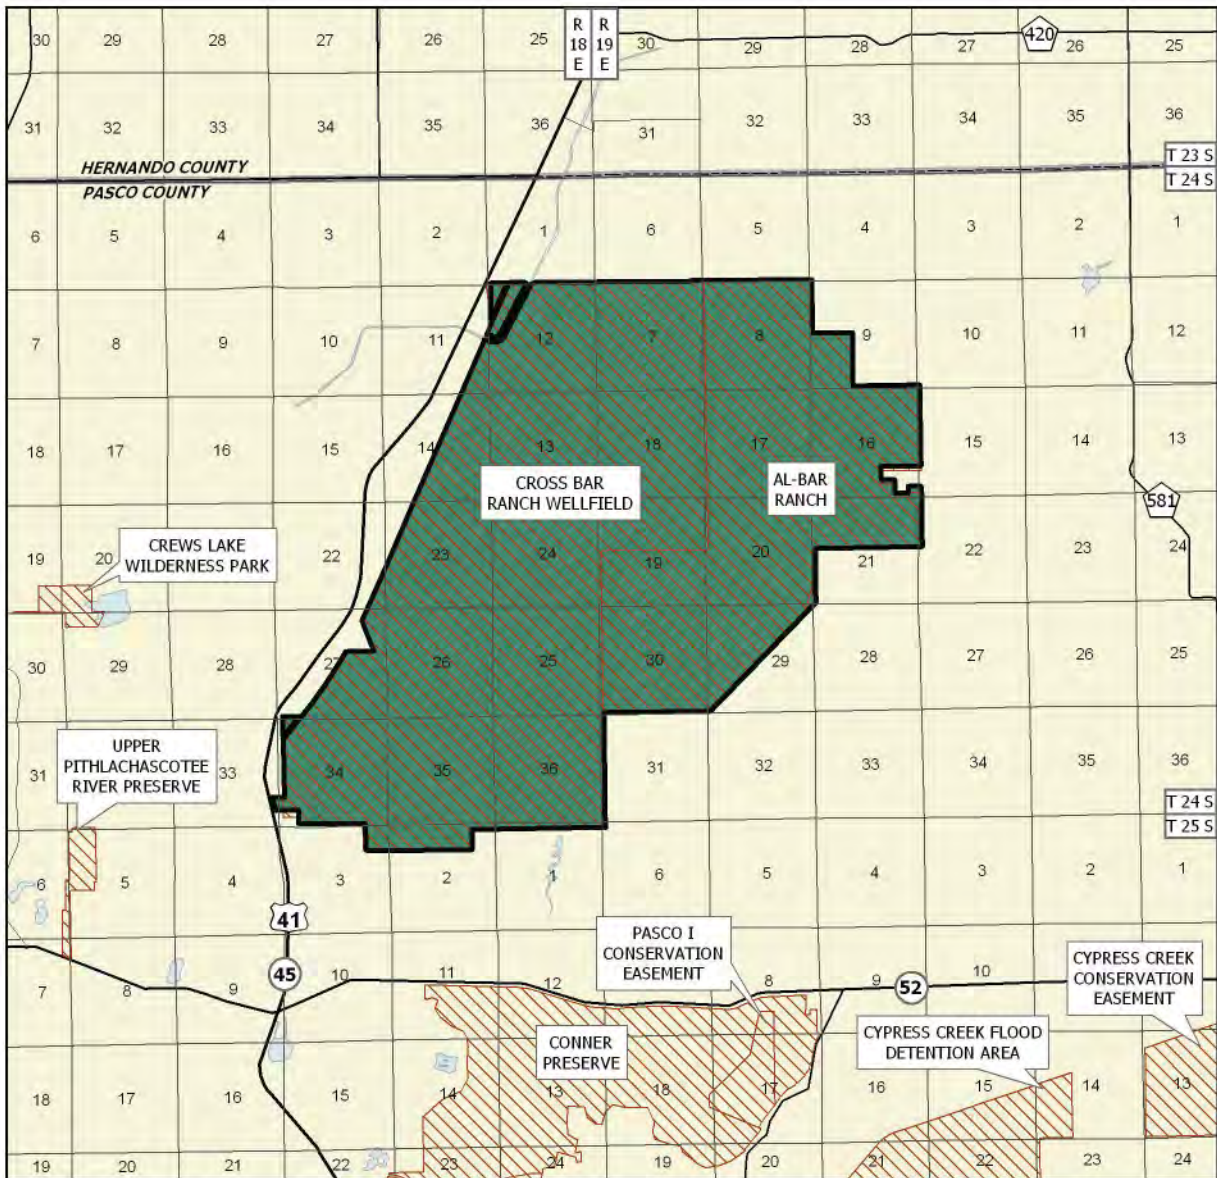 R R
18 19
E E
30 29 28 27 26 25 30 29 28 27 420 26 25
31 32 33 34 35 36 31 32 33 34 35 36
HERNANDO COUNTY
PASCO COUNTY
T 23 S
T 24 S
6 5 4 3 2 1 6 5 4 3 2 1
7 8 9 10 11 12 7 8 9 10 11 12
18 17 16 15 14 13 18 17 16 15 14 13
CROSS BAR
RANCH WELLFIELD
AL-BAR
RANCH
581
19 20 22 23 24 19 20 21 22 23 24
CREWS LAKE
WILDERNESS PARK
30 29 28 27 26 25 30 29 28 27 26 25
UPPER
PITHLACHASCOTEE
RIVER PRESERVE
31 33 34 35 36 31 32 33 34 35 36
T 24 S
T 25 S
6 5 4 3 2 1 6 5 4 3 2 1
41
PASCO I
CONSERVATION
EASEMENT
CYPRESS CREEK
CONSERVATION
EASEMENT
7 8 9 45 10 11 12 8 9 52 10
CONNER
PRESERVE
CYPRESS CREEK FLOOD
DETENTION AREA
18 17 16 15 14 13 18 17 16 15 14 13
19 20 21 22 23 24 19 20 21 22 23 24